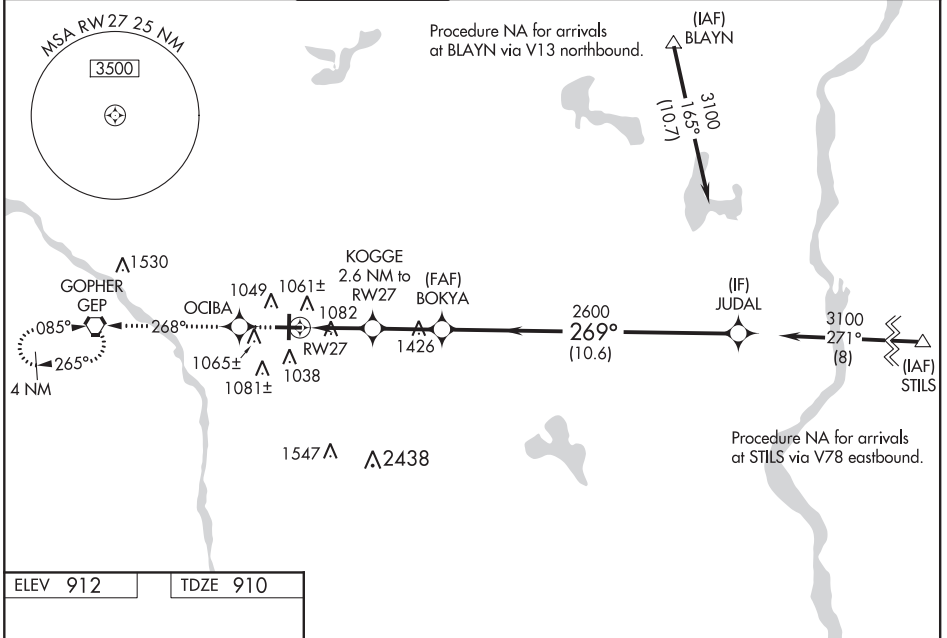 MSA RW27 25 NM
3500
Procedure NA for arrivals
at BLAYN via V13 northbound.
(IAF)
BLAYN
3100
165°
(10.7)
1530
GOPHER
GEP
085°
265°
4 NM
268°
OCIBA
1049
1061±
1082
RW27
1065±
1081±
1038
KOGGE
2.6 NM to
RW27
(FAF)
BOKYA
1426
2600
269°
(10.6)
(IF)
JUDAL
3100
271°
(8)
(IAF)
STILS
Procedure NA for arrivals
at STILS via V78 eastbound.
1547
2438
ELEV 912
TDZE 910